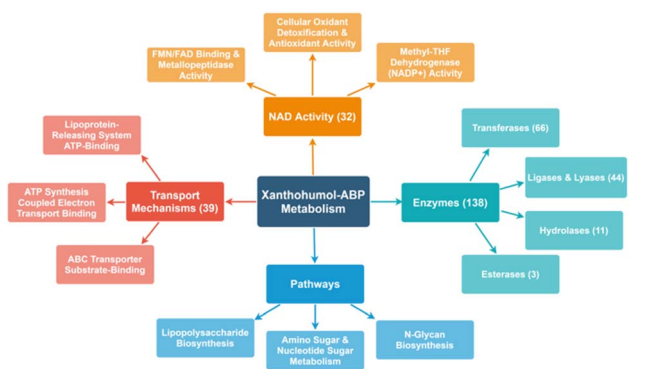 Cellular Oxidant
Detoxification &
Antioxidant Activity
FMN/FAD Binding &
Metallopeptidase
Activity
Methyl-THF
Dehydrogenase
(NADP+) Activity
NAD Activity (32)
Lipoprotein-
Releasing System
ATP-Binding
Transferases (66)
ATP Synthesis
Coupled Electron
Transport Binding
Transport
Mechanisms (39)
Xanthohumol-ABP
Metabolism
Enzymes (138)
Ligases & Lyases (44)
Hydrolases (11)
ABC Transporter
Substrate-Binding
Esterases (3)
Pathways
Lipopolysaccharide
Biosynthesis
Amino Sugar &
Nucleotide Sugar
Metabolism
N-Glycan
Biosynthesis